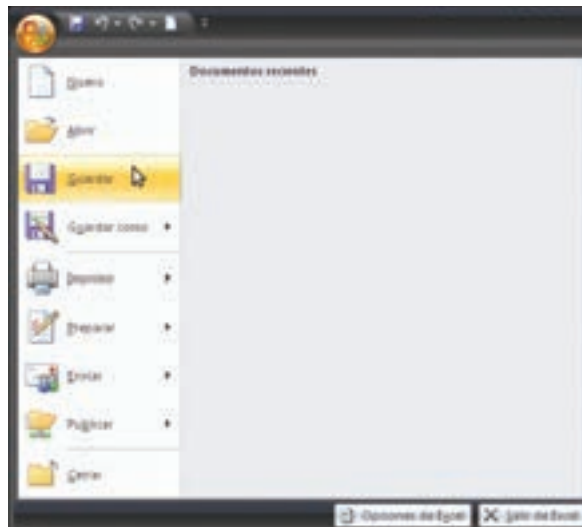 Documentos recientes
Nuevo
Abrir
Guardar
Guardar como
Imprimir
Preparar
Enviar
Publicar
Cerrar
Opciones de Excel
Salir de Excel